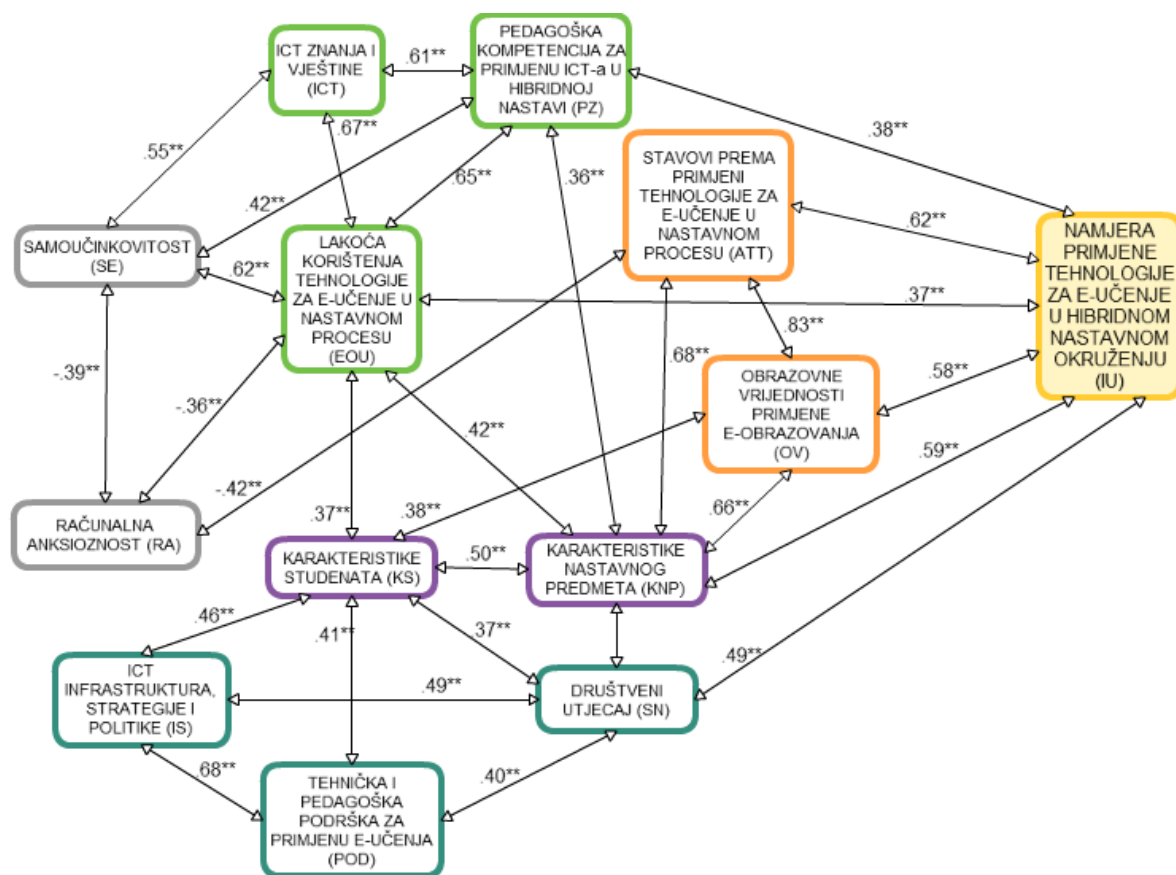 ICT ZNANJA I
VJEŠTINE
(ICT)
.61**
PEDAGOŠKA
KOMPETENCIJA ZA
PRIMJENU ICT-a U
HIBRIDNOJ
NASTAVI (PZ)
.38**
.67**
.55**
.42**
.65**
.36**
STAVOVI PREMA
PRIMJENI
TEHNOLOGIJE ZA
E-UČENJE U
NASTAVNOM
PROCESU (ATT)
.62**
SAMOUČINKOVITOST
(SE)
.62**
LAKOĆA
KORIŠTENJA
TEHNOLOGIJE
ZA E-UČENJE U
NASTAVNOM
PROCESU
(EOU)
.37**
NAMJERA
PRIMJENE
TEHNOLOGIJE
ZA E-UČENJE
U HIBRIDNOM
NASTAVNOM
OKRUŽENJU
(IU)
.83**
.68**
-.39**
-.36**
.58**
OBRAZOVNE
VRIJEDNOSTI
PRIMJENE
E-OBRAZOVANJA
(OV)
.42**
.59**
-.42**
.37**
.38**
.66**
RAČUNALNA
ANKSIOZNOST (RA)
KARAKTERISTIKE
STUDENATA (KS)
.50**
KARAKTERISTIKE
NASTAVNOG
PREDMETA (KNP)
.46**
.41**
.37**
.49**
ICT
INFRASTRUKTURA,
STRATEGIJE I
POLITIKE (IS)
.49**
DRUŠTVENI
UTJECAJ (SN)
.68**
.40**
TEHNIČKA I
PEDAGOŠKA
PODRŠKA ZA
PRIMJENU E-UČENJA
(POD)